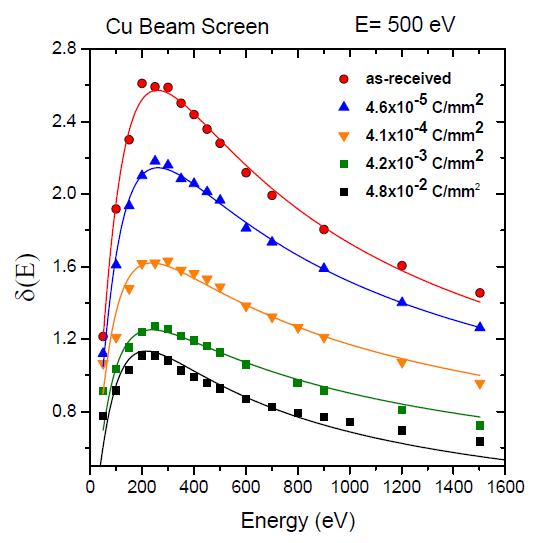 Cu Beam Screen E= 500 eV
2.8
as-received
4.6x10⁻⁵ C/mm²
2.4
4.1x10⁻⁴ C/mm²
4.2x10⁻³ C/mm²
4.8x10⁻² C/mm²
2.0
δ(E)
1.6
1.2
0.8
0 200 400 600 800 1000 1200 1400 1600
Energy (eV)